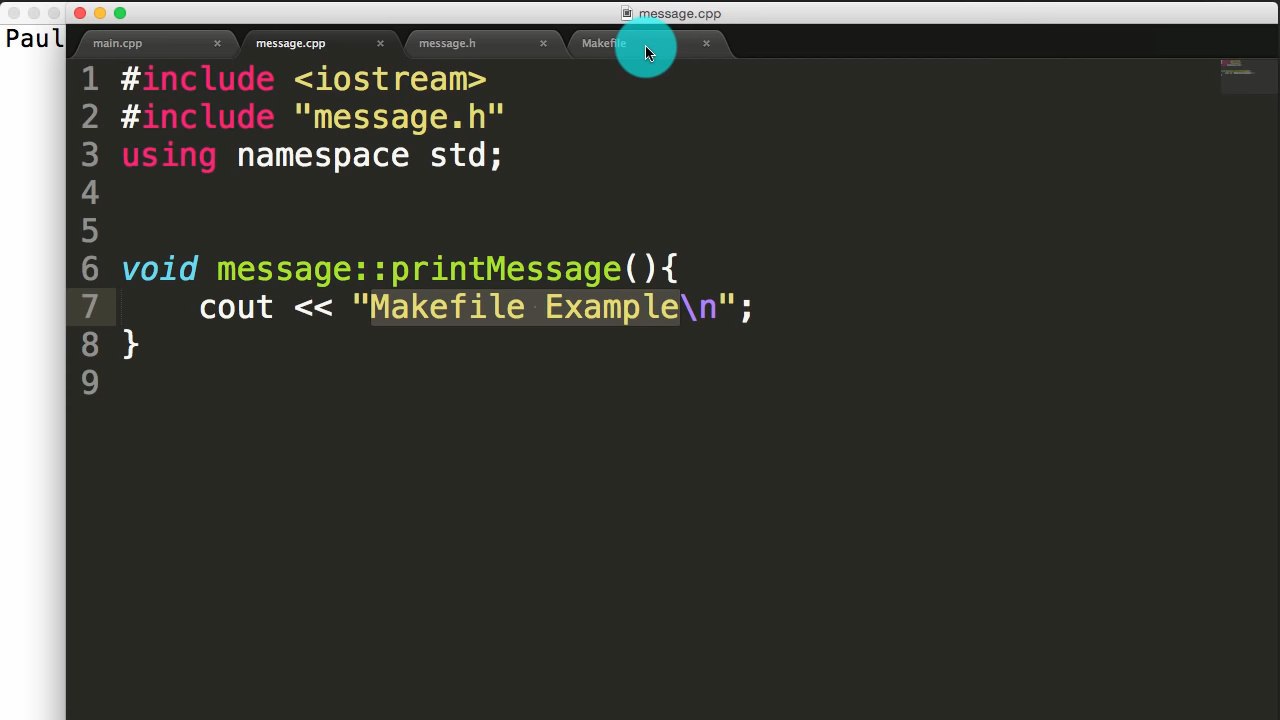 message.cpp
Paul
main.cpp × message.cpp × message.h × Makefile ×
1 #include <iostream>
2 #include "message.h"
3 using namespace std;
4
5
6 void message::printMessage(){
7 cout << "Makefile Example\n";
8 }
9